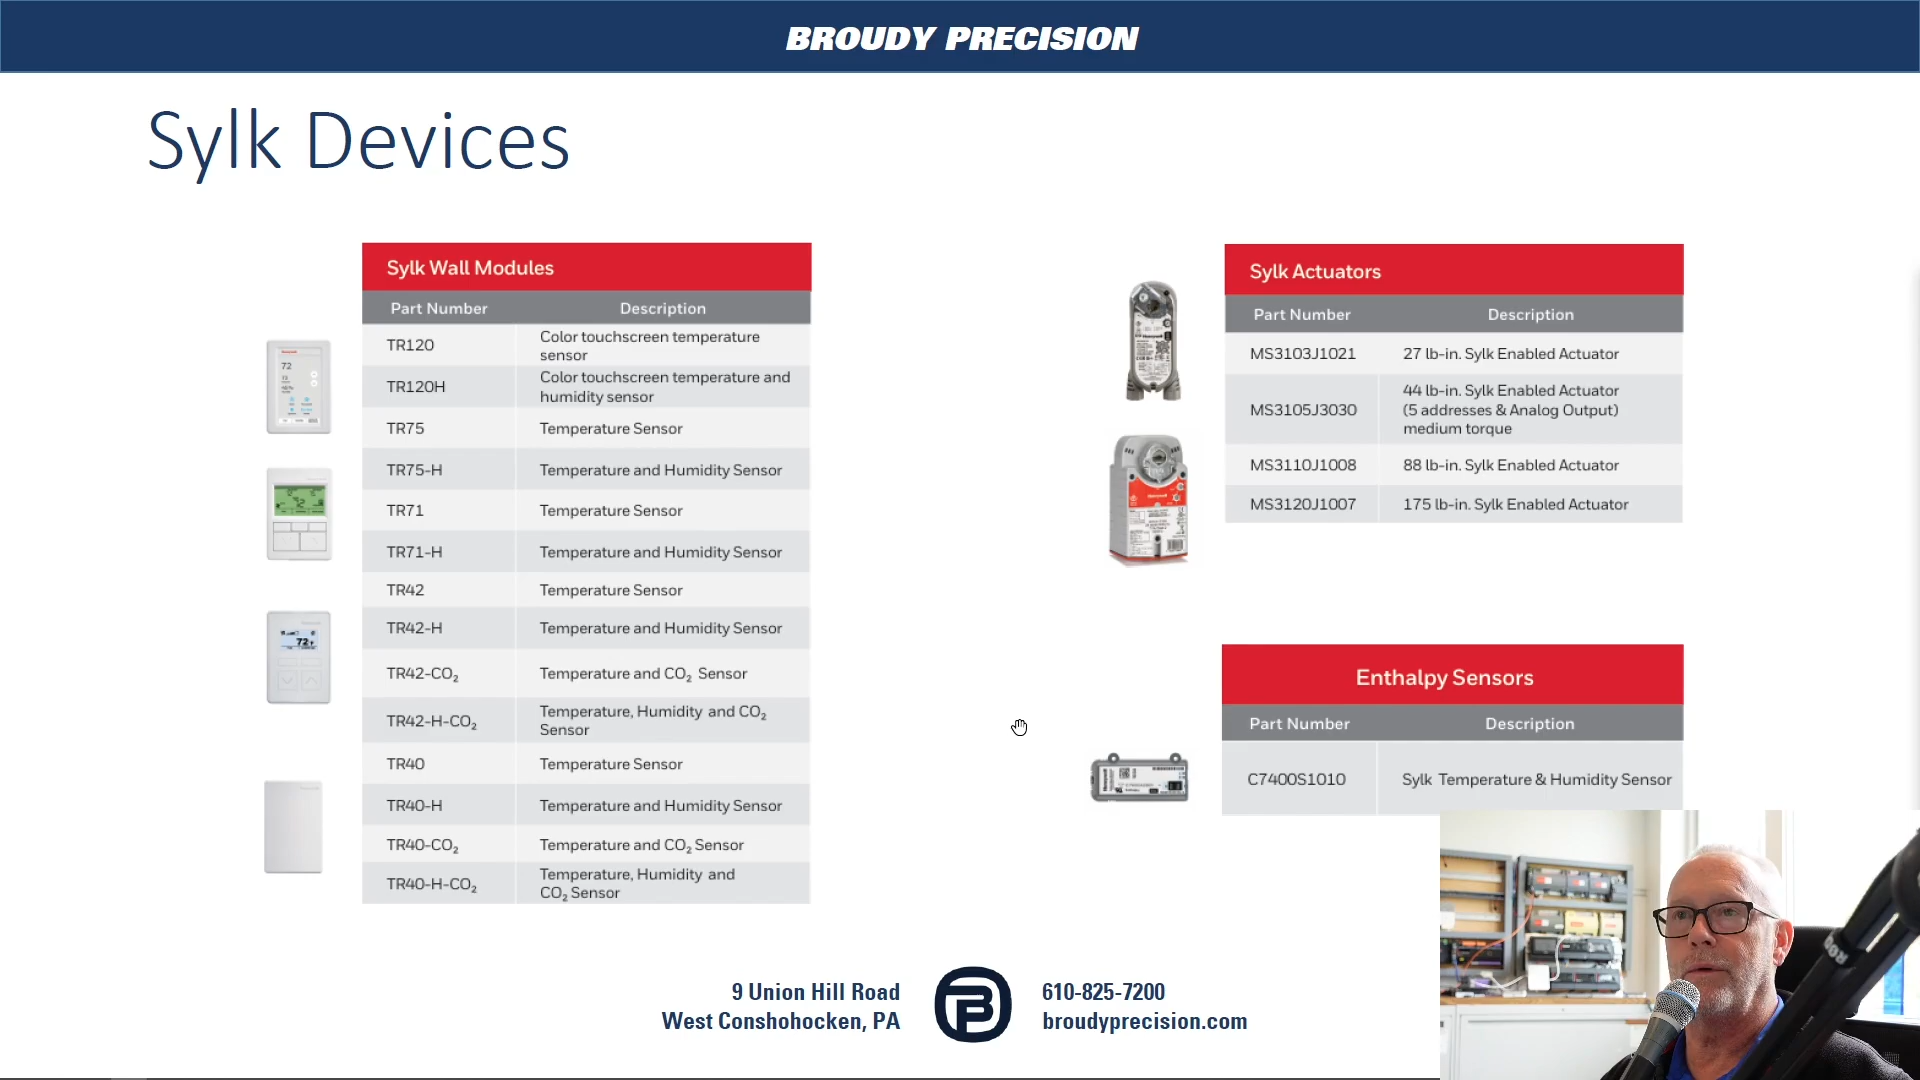 BROUDY PRECISION
Sylk Devices
Sylk Wall Modules
Part Number Description
TR120 Color touchscreen temperature
sensor
TR120H Color touchscreen temperature and
humidity sensor
TR75 Temperature Sensor
TR75-H Temperature and Humidity Sensor
TR71 Temperature Sensor
TR71-H Temperature and Humidity Sensor
TR42 Temperature Sensor
TR42-H Temperature and Humidity Sensor
TR42-CO₂ Temperature and CO₂ Sensor
TR42-H-CO₂ Temperature, Humidity and CO₂
Sensor
TR40 Temperature Sensor
TR40-H Temperature and Humidity Sensor
TR40-CO₂ Temperature and CO₂ Sensor
TR40-H-CO₂ Temperature, Humidity and
CO₂ Sensor
72
72
Sylk Actuators
Part Number Description
MS3103J1021 27 lb-in. Sylk Enabled Actuator
MS3105J3030 44 lb-in. Sylk Enabled Actuator
(5 addresses & Analog Output)
medium torque
MS3110J1008 88 lb-in. Sylk Enabled Actuator
MS3120J1007 175 lb-in. Sylk Enabled Actuator
Enthalpy Sensors
Part Number Description
C7400S1010 Sylk Temperature & Humidity Sensor
9 Union Hill Road
West Conshohocken, PA
610-825-7200
broudyprecision.com